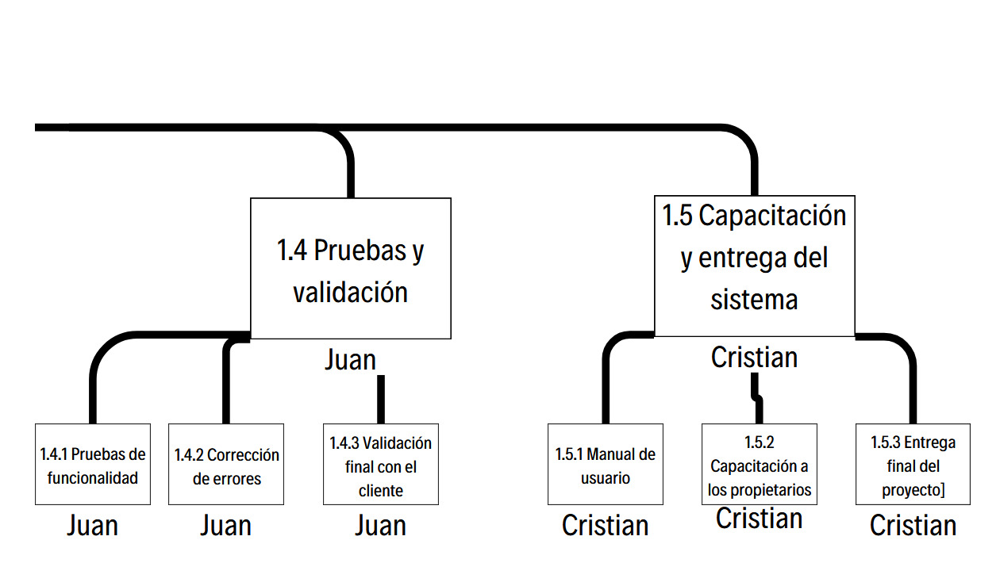 1.4 Pruebas y
validación
Juan
1.5 Capacitación
y entrega del
sistema
Cristian
1.4.1 Pruebas de
funcionalidad
Juan
1.4.2 Corrección
de errores
Juan
1.4.3 Validación
final con el
cliente
Juan
1.5.1 Manual de
usuario
Cristian
1.5.2
Capacitación a
los propietarios
Cristian
1.5.3 Entrega
final del
proyecto]
Cristian